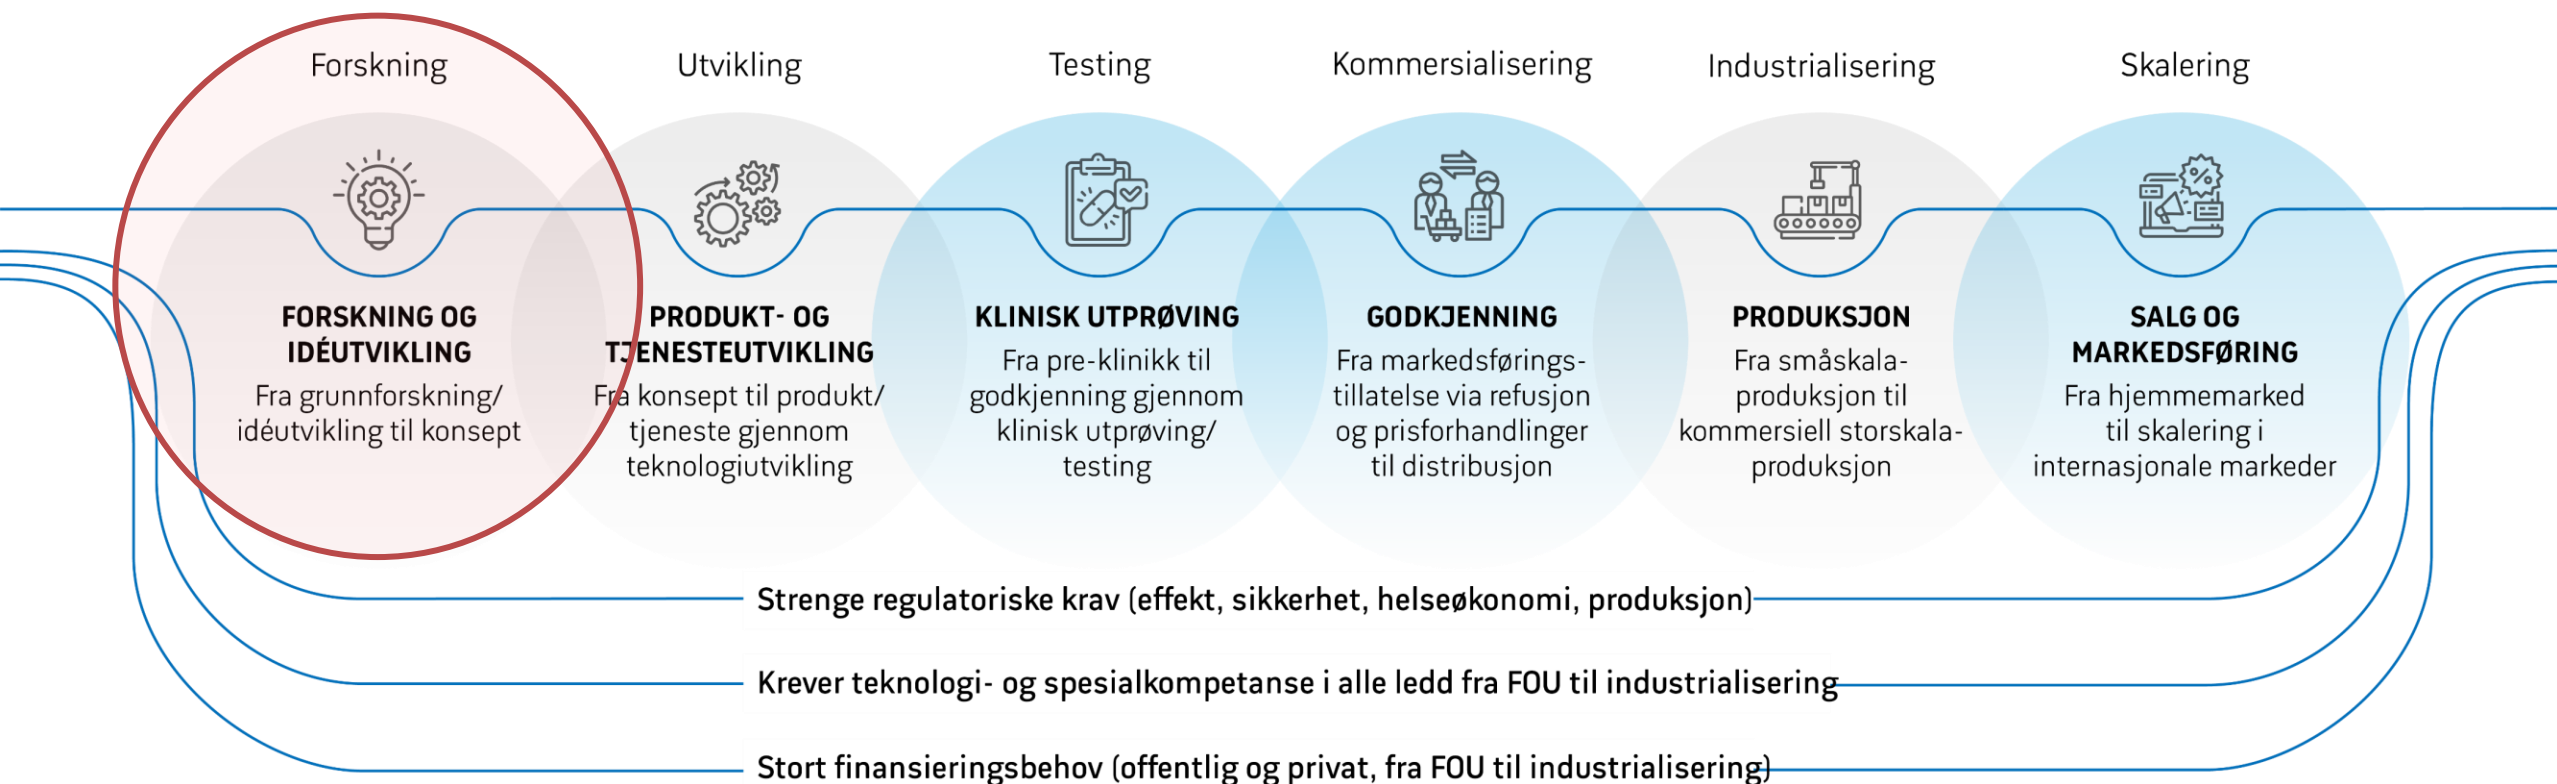 Forskning
Utvikling
Testing
Kommersialisering
Industrialisering
Skalering
FORSKNING OG
IDÉUTVIKLING
Fra grunnforskning/
idéutvikling til konsept
PRODUKT- OG
TJENESTEUTVIKLING
Fra konsept til produkt/
tjeneste gjennom
teknologiutvikling
KLINISK UTPRØVING
Fra pre-klinikk til
godkjenning gjennom
klinisk utprøving/
testing
GODKJENNING
Fra markedsførings-
tillatelse via refusjon
og prisforhandlinger
til distribusjon
PRODUKSJON
Fra småskala-
produksjon til
kommersiell storskala-
produksjon
SALG OG
MARKEDSFØRING
Fra hjemmemarked
til skalering i
internasjonale markeder
%
Strenge regulatoriske krav (effekt, sikkerhet, helseøkonomi, produksjon)
Krever teknologi- og spesialkompetanse i alle ledd fra FOU til industrialisering
Stort finansieringsbehov (offentlig og privat, fra FOU til industrialisering)